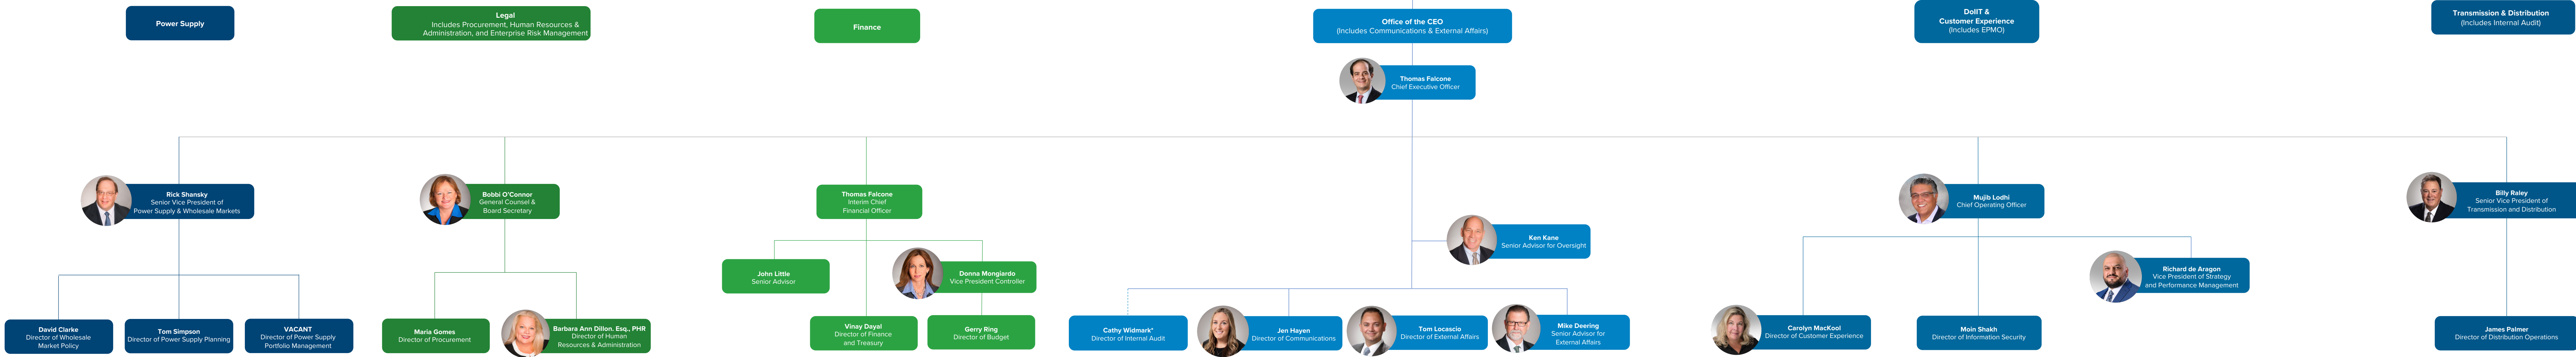 Power Supply
Legal
Includes Procurement, Human Resources &
Administration, and Enterprise Risk Management
Finance
Office of the CEO
(Includes Communications & External Affairs)
DoIIT &
Customer Experience
(Includes EPMO)
Transmission & Distribution
(Includes Internal Audit)
Thomas Falcone
Chief Executive Officer
Rick Shansky
Senior Vice President of
Power Supply & Wholesale Markets
Bobbi O'Connor
General Counsel &
Board Secretary
Thomas Falcone
Interim Chief
Financial Officer
Mujib Lodhi
Chief Operating Officer
Billy Raley
Senior Vice President of
Transmission and Distribution
Ken Kane
Senior Advisor for Oversight
John Little
Senior Advisor
Donna Mongiardo
Vice President Controller
Richard de Aragon
Vice President of Strategy
and Performance Management
David Clarke
Director of Wholesale
Market Policy
Tom Simpson
Director of Power Supply Planning
VACANT
Director of Power Supply
Portfolio Management
Maria Gomes
Director of Procurement
Barbara Ann Dillon. Esq., PHR
Director of Human
Resources & Administration
Vinay Dayal
Director of Finance
and Treasury
Gerry Ring
Director of Budget
Cathy Widmark*
Director of Internal Audit
Jen Hayen
Director of Communications
Tom Locascio
Director of External Affairs
Mike Deering
Senior Advisor for
External Affairs
Carolyn MacKool
Director of Customer Experience
Moin Shakh
Director of Information Security
James Palmer
Director of Distribution Operations